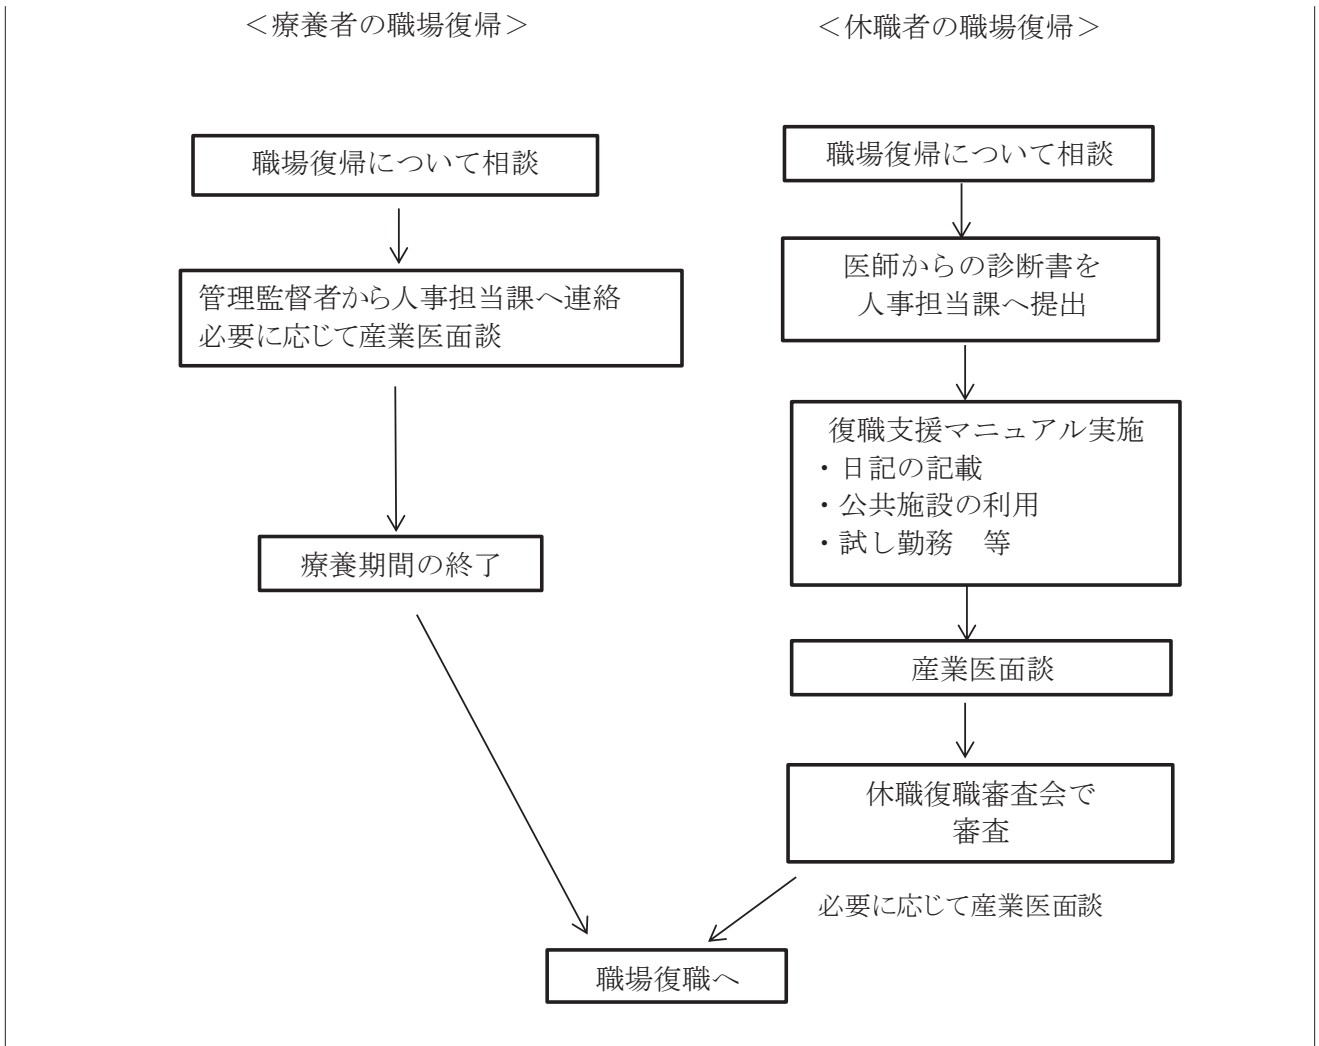 ＜療養者の職場復帰＞
職場復帰について相談
管理監督者から人事担当課へ連絡
必要に応じて産業医面談
療養期間の終了
＜休職者の職場復帰＞
職場復帰について相談
医師からの診断書を
人事担当課へ提出
復職支援マニュアル実施
・日記の記載
・公共施設の利用
・試し勤務　等
産業医面談
休職復職審査会で
審査
必要に応じて産業医面談
職場復職へ